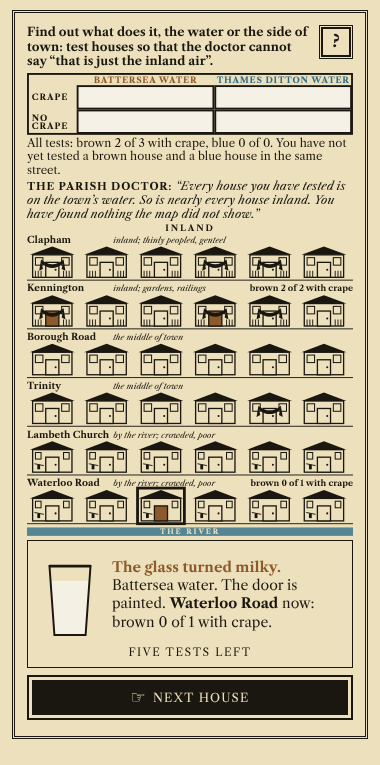 Find out what does it, the water or the side of
town: test houses so that the doctor cannot
say “that is just the inland air”.
?
BATTERSEA WATER THAMES DITTON WATER
CRAPE
NO
CRAPE
All tests: brown 2 of 3 with crape, blue 0 of 0. You have not
yet tested a brown house and a blue house in the same
street.
THE PARISH DOCTOR: “Every house you have tested is
on the town’s water. So is nearly every house inland. You
have found nothing the map did not show.”
INLAND
Clapham inland; thinly peopled, genteel
Kennington inland; gardens, railings brown 2 of 2 with crape
Borough Road the middle of town
Trinity the middle of town
Lambeth Church by the river; crowded, poor
Waterloo Road by the river; crowded, poor brown 0 of 1 with crape
THE RIVER
The glass turned milky.
Battersea water. The door is
painted. Waterloo Road now:
brown 0 of 1 with crape.
FIVE TESTS LEFT
☞ NEXT HOUSE